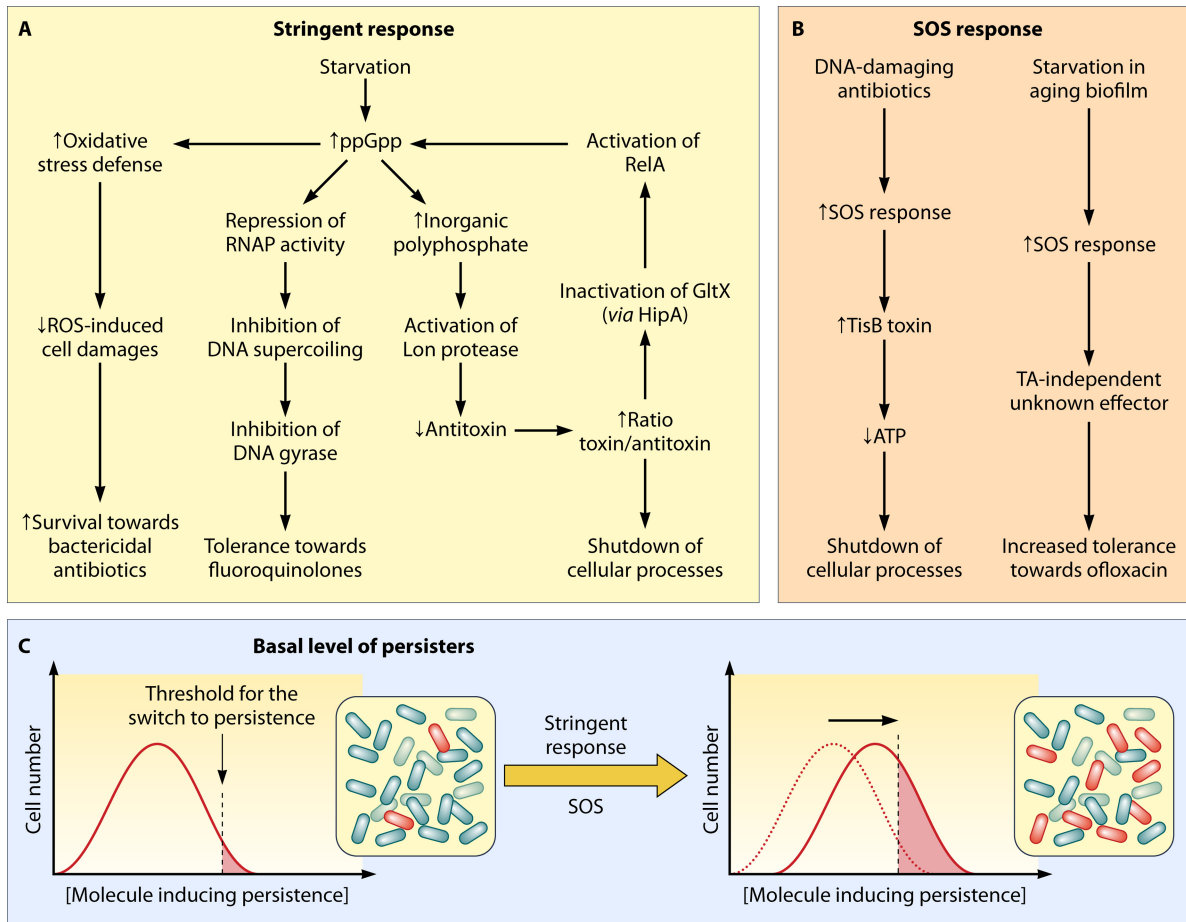 A
Stringent response
Starvation
↑Oxidative
stress defense
↑ppGpp
Activation of
RelA
Repression of
RNAP activity
↑Inorganic
polyphosphate
↓ROS-induced
cell damages
Inhibition of
DNA supercoiling
Activation of
Lon protease
Inactivation of GltX
(via HipA)
Inhibition of
DNA gyrase
↓Antitoxin
↑Ratio
toxin/antitoxin
↑Survival towards
bactericidal
antibiotics
Tolerance towards
fluoroquinolones
Shutdown of
cellular processes
B
SOS response
DNA-damaging
antibiotics
↑SOS response
↑TisB toxin
↓ATP
Shutdown of
cellular processes
Starvation in
aging biofilm
↑SOS response
TA-independent
unknown effector
Increased tolerance
towards ofloxacin
C
Basal level of persisters
Cell number
Threshold for the
switch to persistence
[Molecule inducing persistence]
Stringent
response
SOS
Cell number
[Molecule inducing persistence]